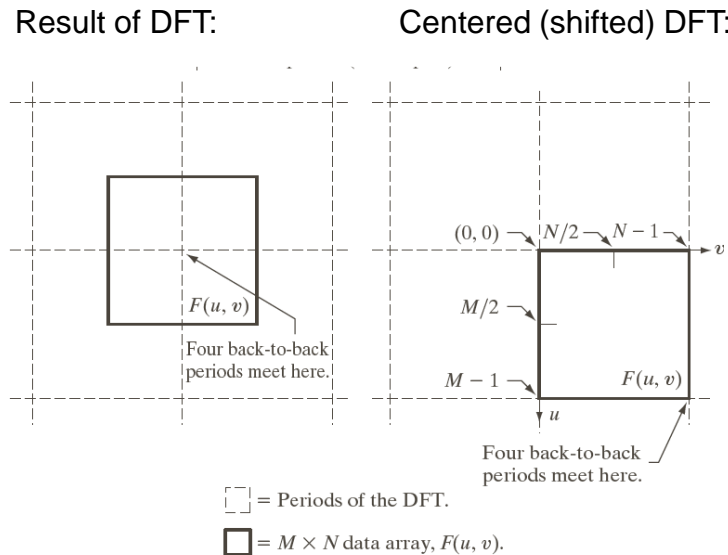 Result of DFT:
Centered (shifted) DFT:
F(u, v)
Four back-to-back
periods meet here.
(0, 0)
N/2
N − 1
v
M/2
M − 1
F(u, v)
u
Four back-to-back
periods meet here.
= Periods of the DFT.
= M × N data array, F(u, v).